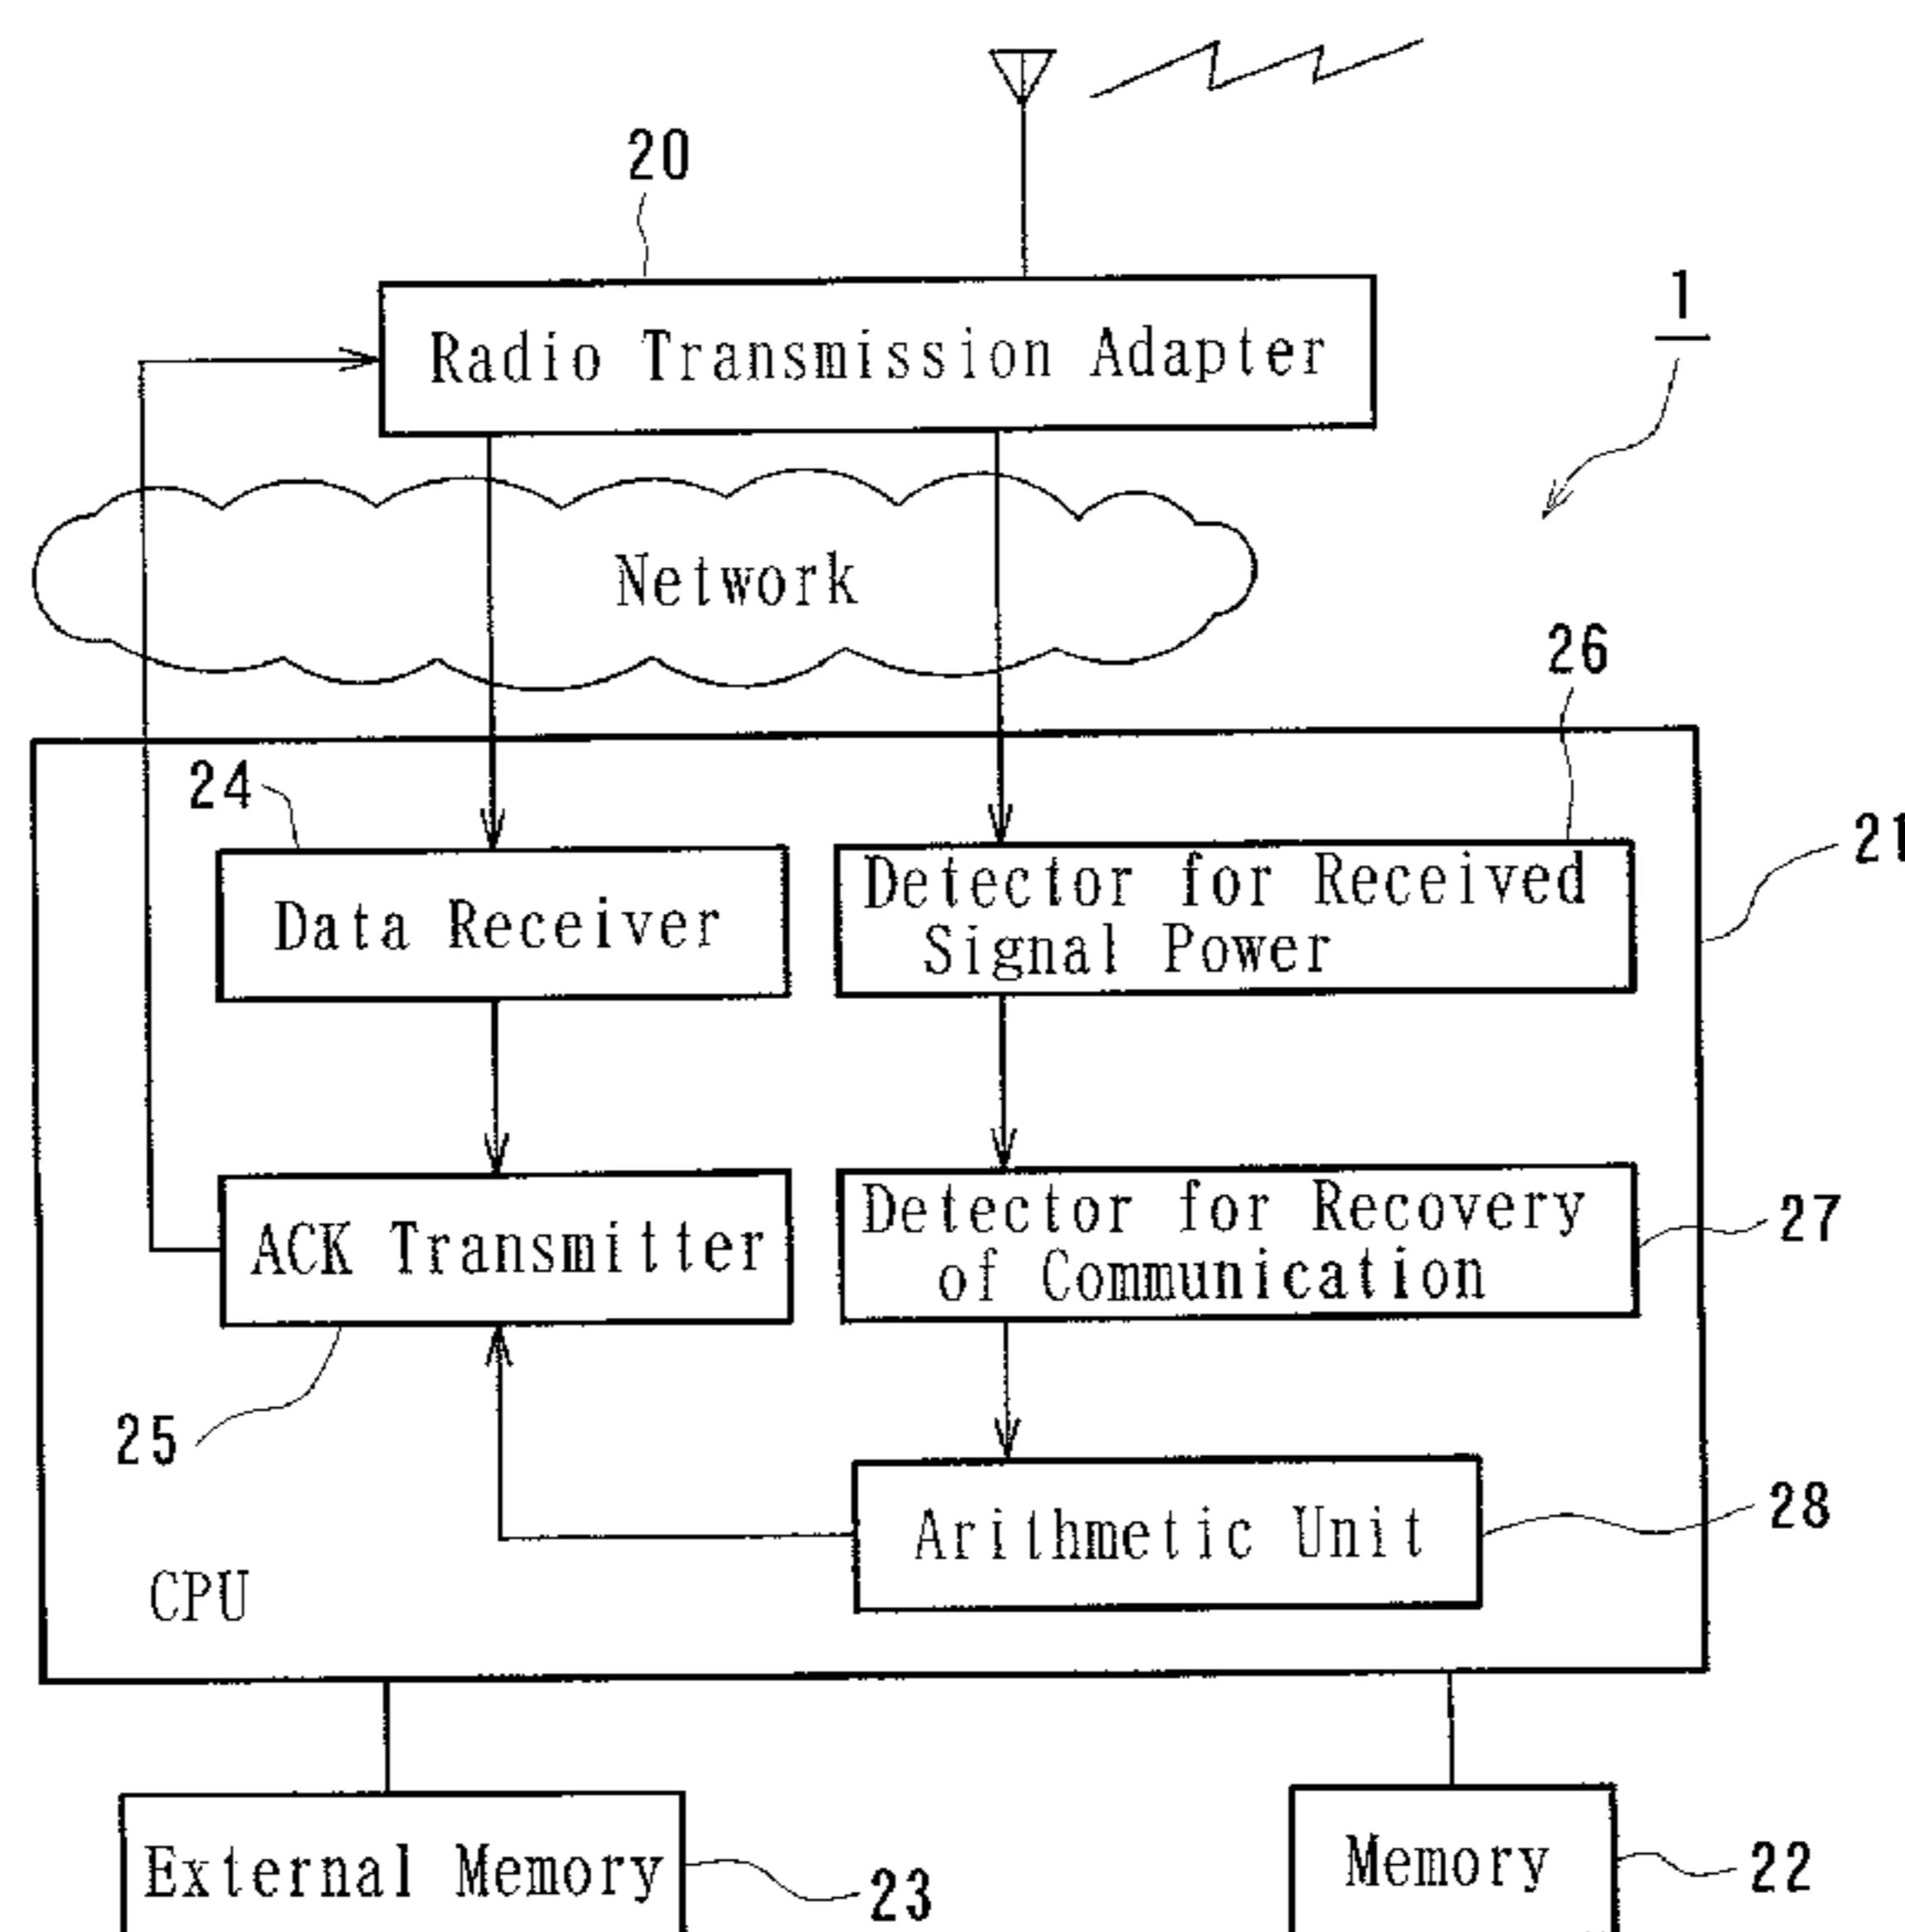 20
1
Radio Transmission Adapter
Network
26
24
21
Data Receiver
Detector for Received
Signal Power
ACK Transmitter
Detector for Recovery
of Communication
27
25
Arithmetic Unit
28
CPU
External Memory
23
Memory
22